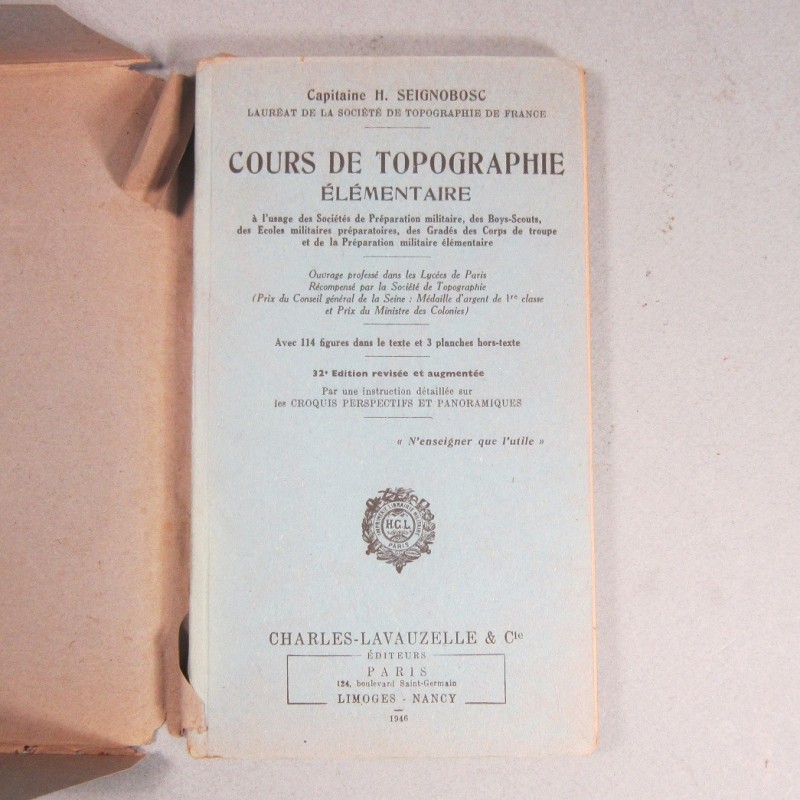 Capitaine H. SEIGNOBOSC
LAURÉAT DE LA SOCIÉTÉ DE TOPOGRAPHIE DE FRANCE
COURS DE TOPOGRAPHIE
ÉLÉMENTAIRE
à l'usage des Sociétés de Préparation militaire, des Boys-Scouts,
des Ecoles militaires préparatoires, des Gradés des Corps de troupe
et de la Préparation militaire élémentaire
Ouvrage professé dans les Lycées de Paris
Récompensé par la Société de Topographie
(Prix du Conseil général de la Seine : Médaille d'argent de 1re classe
et Prix du Ministre des Colonies)
Avec 114 figures dans le texte et 3 planches hors-texte
32e Edition revisée et augmentée
Par une instruction détaillée sur
les CROQUIS PERSPECTIFS ET PANORAMIQUES
« N'enseigner que l'utile »
H.C.L.
PARIS
CHARLES-LAVAUZELLE & Cie
ÉDITEURS
PARIS
124, boulevard Saint-Germain
LIMOGES - NANCY
1946